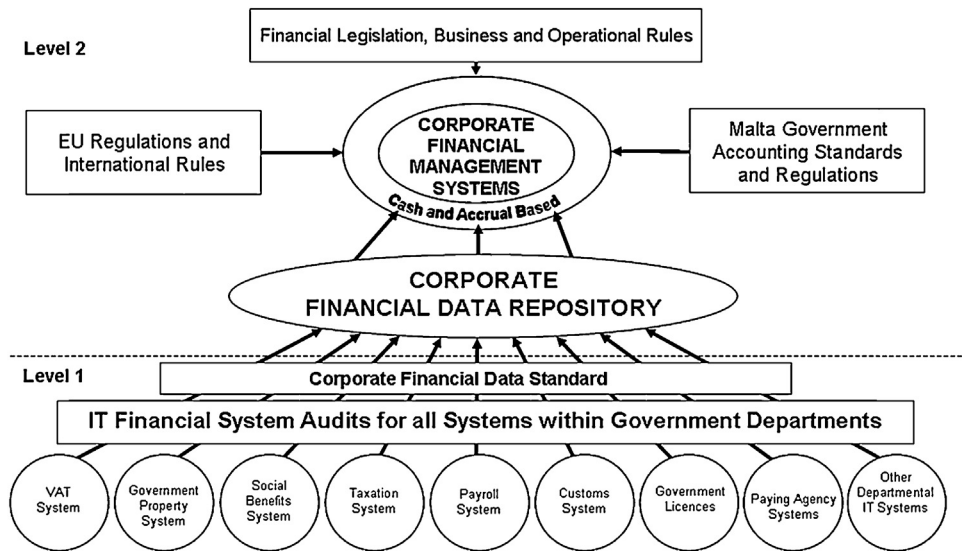 Financial Legislation, Business and Operational Rules
Level 2
EU Regulations and
International Rules
CORPORATE
FINANCIAL
MANAGEMENT
SYSTEMS
Cash and Accrual Based
Malta Government
Accounting Standards
and Regulations
CORPORATE
FINANCIAL DATA REPOSITORY
Level 1
Corporate Financial Data Standard
IT Financial System Audits for all Systems within Government Departments
VAT
System
Government
Property
System
Social
Benefits
System
Taxation
System
Payroll
System
Customs
System
Government
Licences
Paying Agency
Systems
Other
Departmental
IT Systems